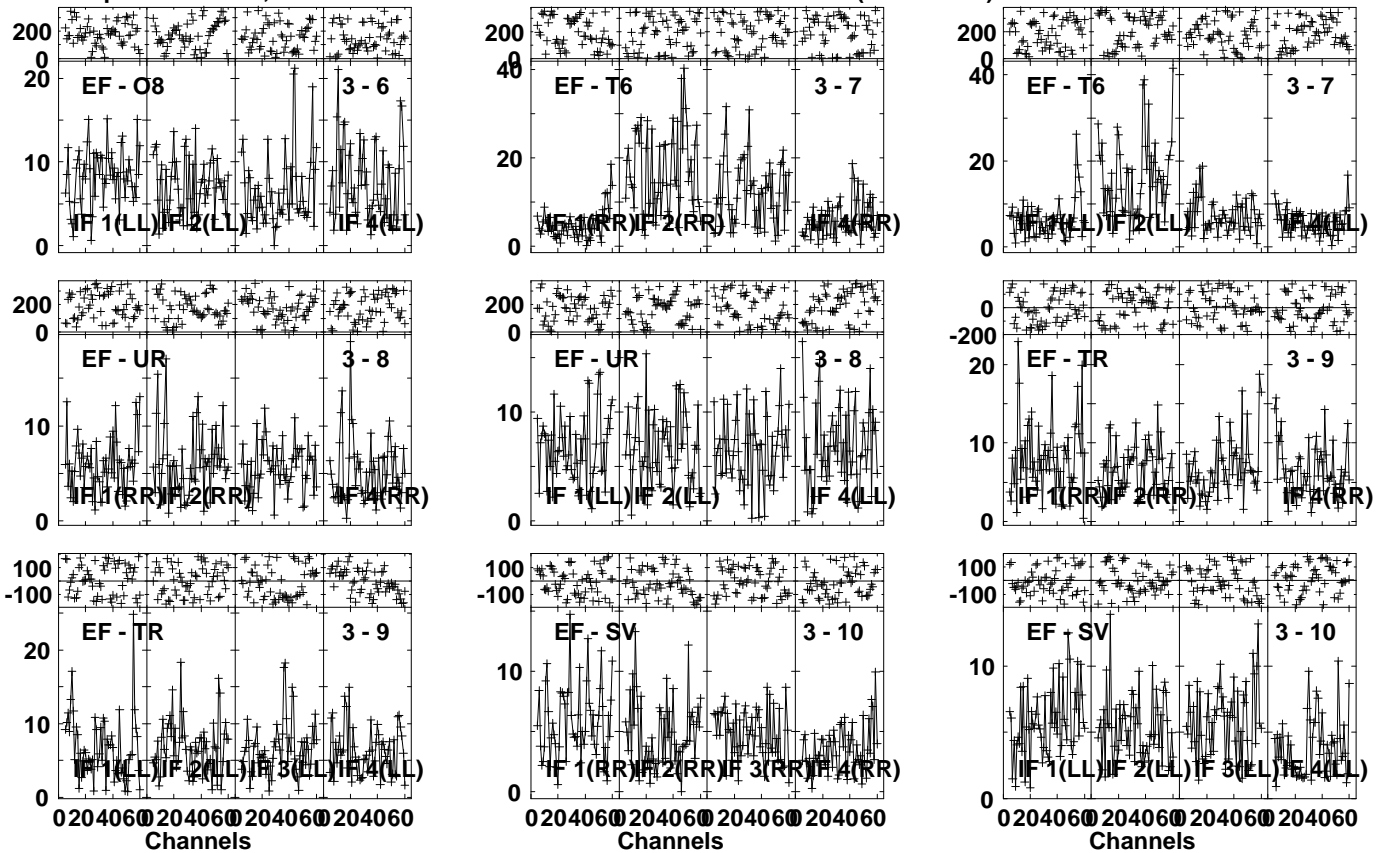 200
0
20 EF - O8 3 - 6
10
IF 1(LL) IF 2(LL) IF 4(LL)
0
200
0
40 EF - T6 3 - 7
20
IF 1(RR) IF 2(RR) IF 4(RR)
0
200
0
40 EF - T6 3 - 7
20
IF 1(LL) IF 2(LL) IF 4(LL)
0
200
0
EF - UR 3 - 8
10
IF 1(RR) IF 2(RR) IF 4(RR)
0
200
0
EF - UR 3 - 8
10
IF 1(LL) IF 2(LL) IF 4(LL)
0
0
-200
20 EF - TR 3 - 9
10
IF 1(RR) IF 2(RR) IF 4(RR)
0
100
-100
EF - TR 3 - 9
20
10
IF 1(LL) IF 2(LL) IF 3(LL) IF 4(LL)
0
0 20 40 60 0 20 40 60 0 20 40 60 0 20 40 60
Channels
100
-100
EF - SV 3 - 10
10
IF 1(RR) IF 2(RR) IF 3(RR) IF 4(RR)
0
0 20 40 60 0 20 40 60 0 20 40 60 0 20 40 60
Channels
100
-100
EF - SV 3 - 10
10
IF 1(LL) IF 2(LL) IF 3(LL) IF 4(LL)
0
0 20 40 60 0 20 40 60 0 20 40 60 0 20 40 60
Channels